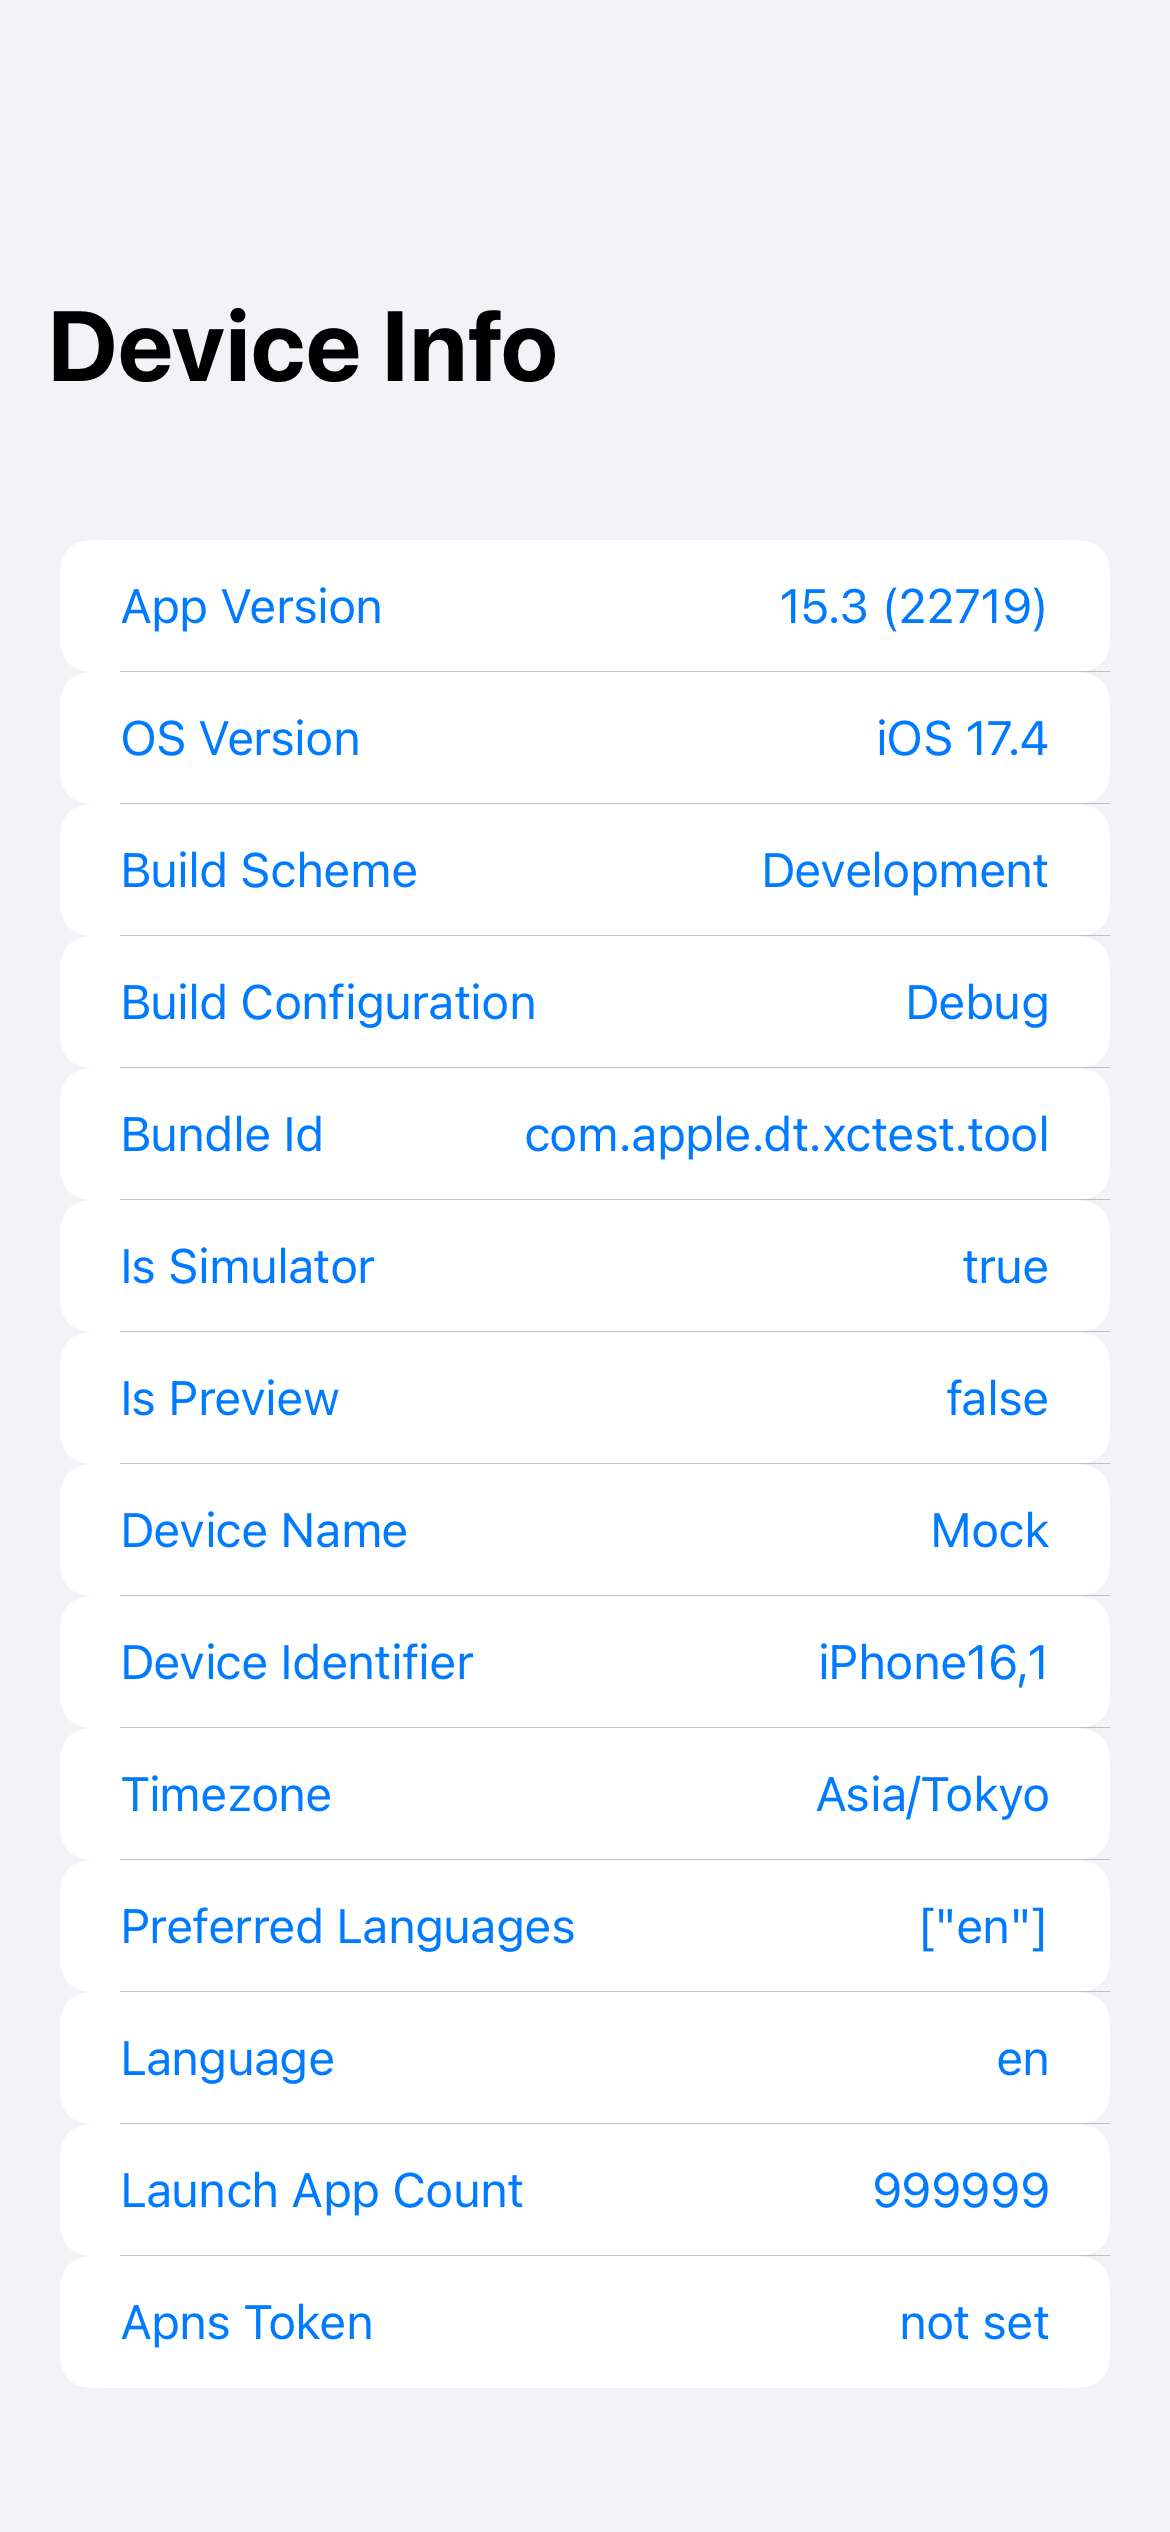 Device Info
App Version 15.3 (22719)
OS Version iOS 17.4
Build Scheme Development
Build Configuration Debug
Bundle Id com.apple.dt.xctest.tool
Is Simulator true
Is Preview false
Device Name Mock
Device Identifier iPhone16,1
Timezone Asia/Tokyo
Preferred Languages ["en"]
Language en
Launch App Count 999999
Apns Token not set